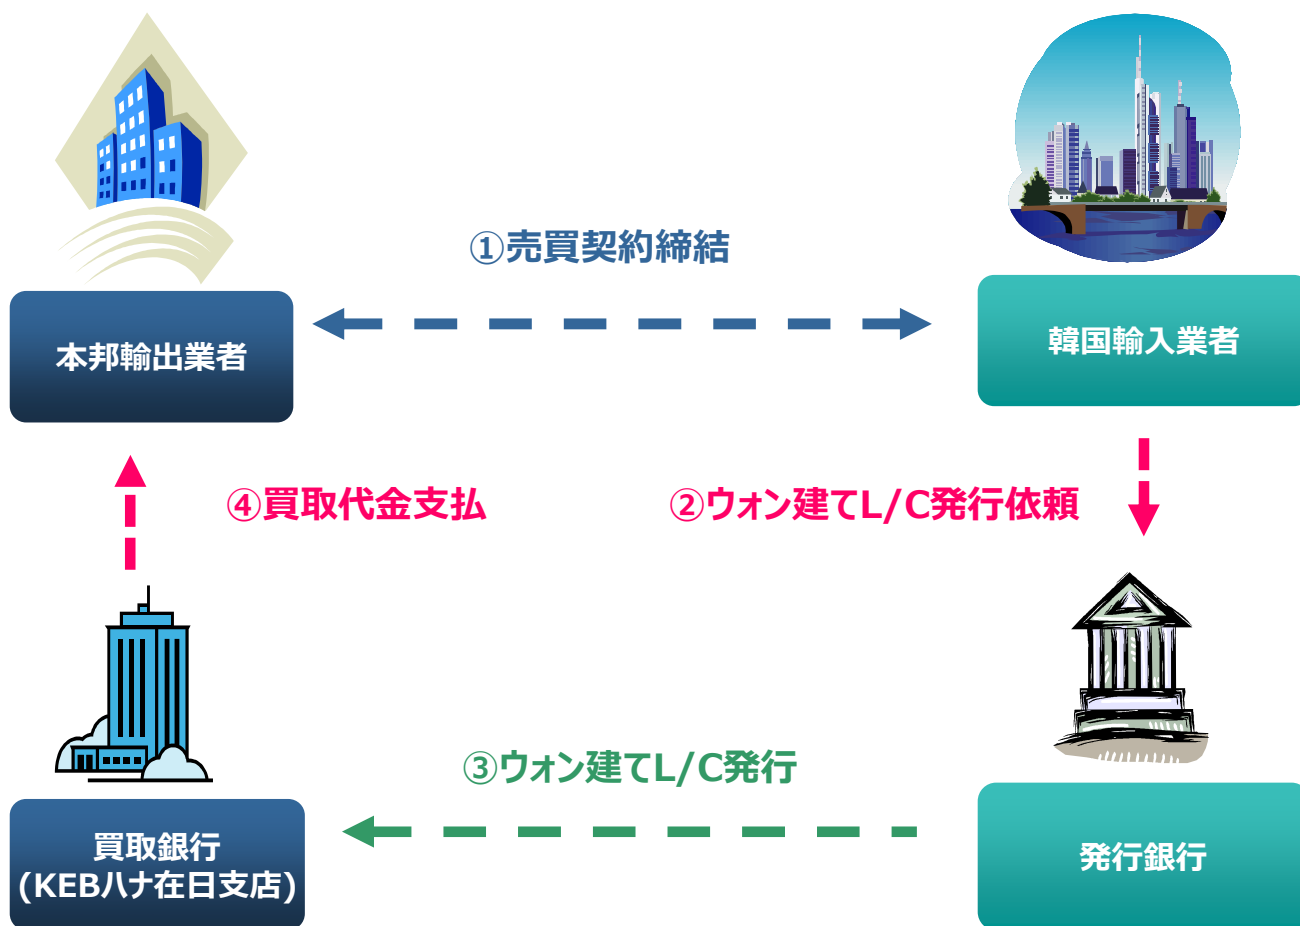 ①売買契約締結
本邦輸出業者
韓国輸入業者
④買取代金支払
②ウォン建てL/C発行依頼
③ウォン建てL/C発行
買取銀行
(KEBハナ在日支店)
発行銀行